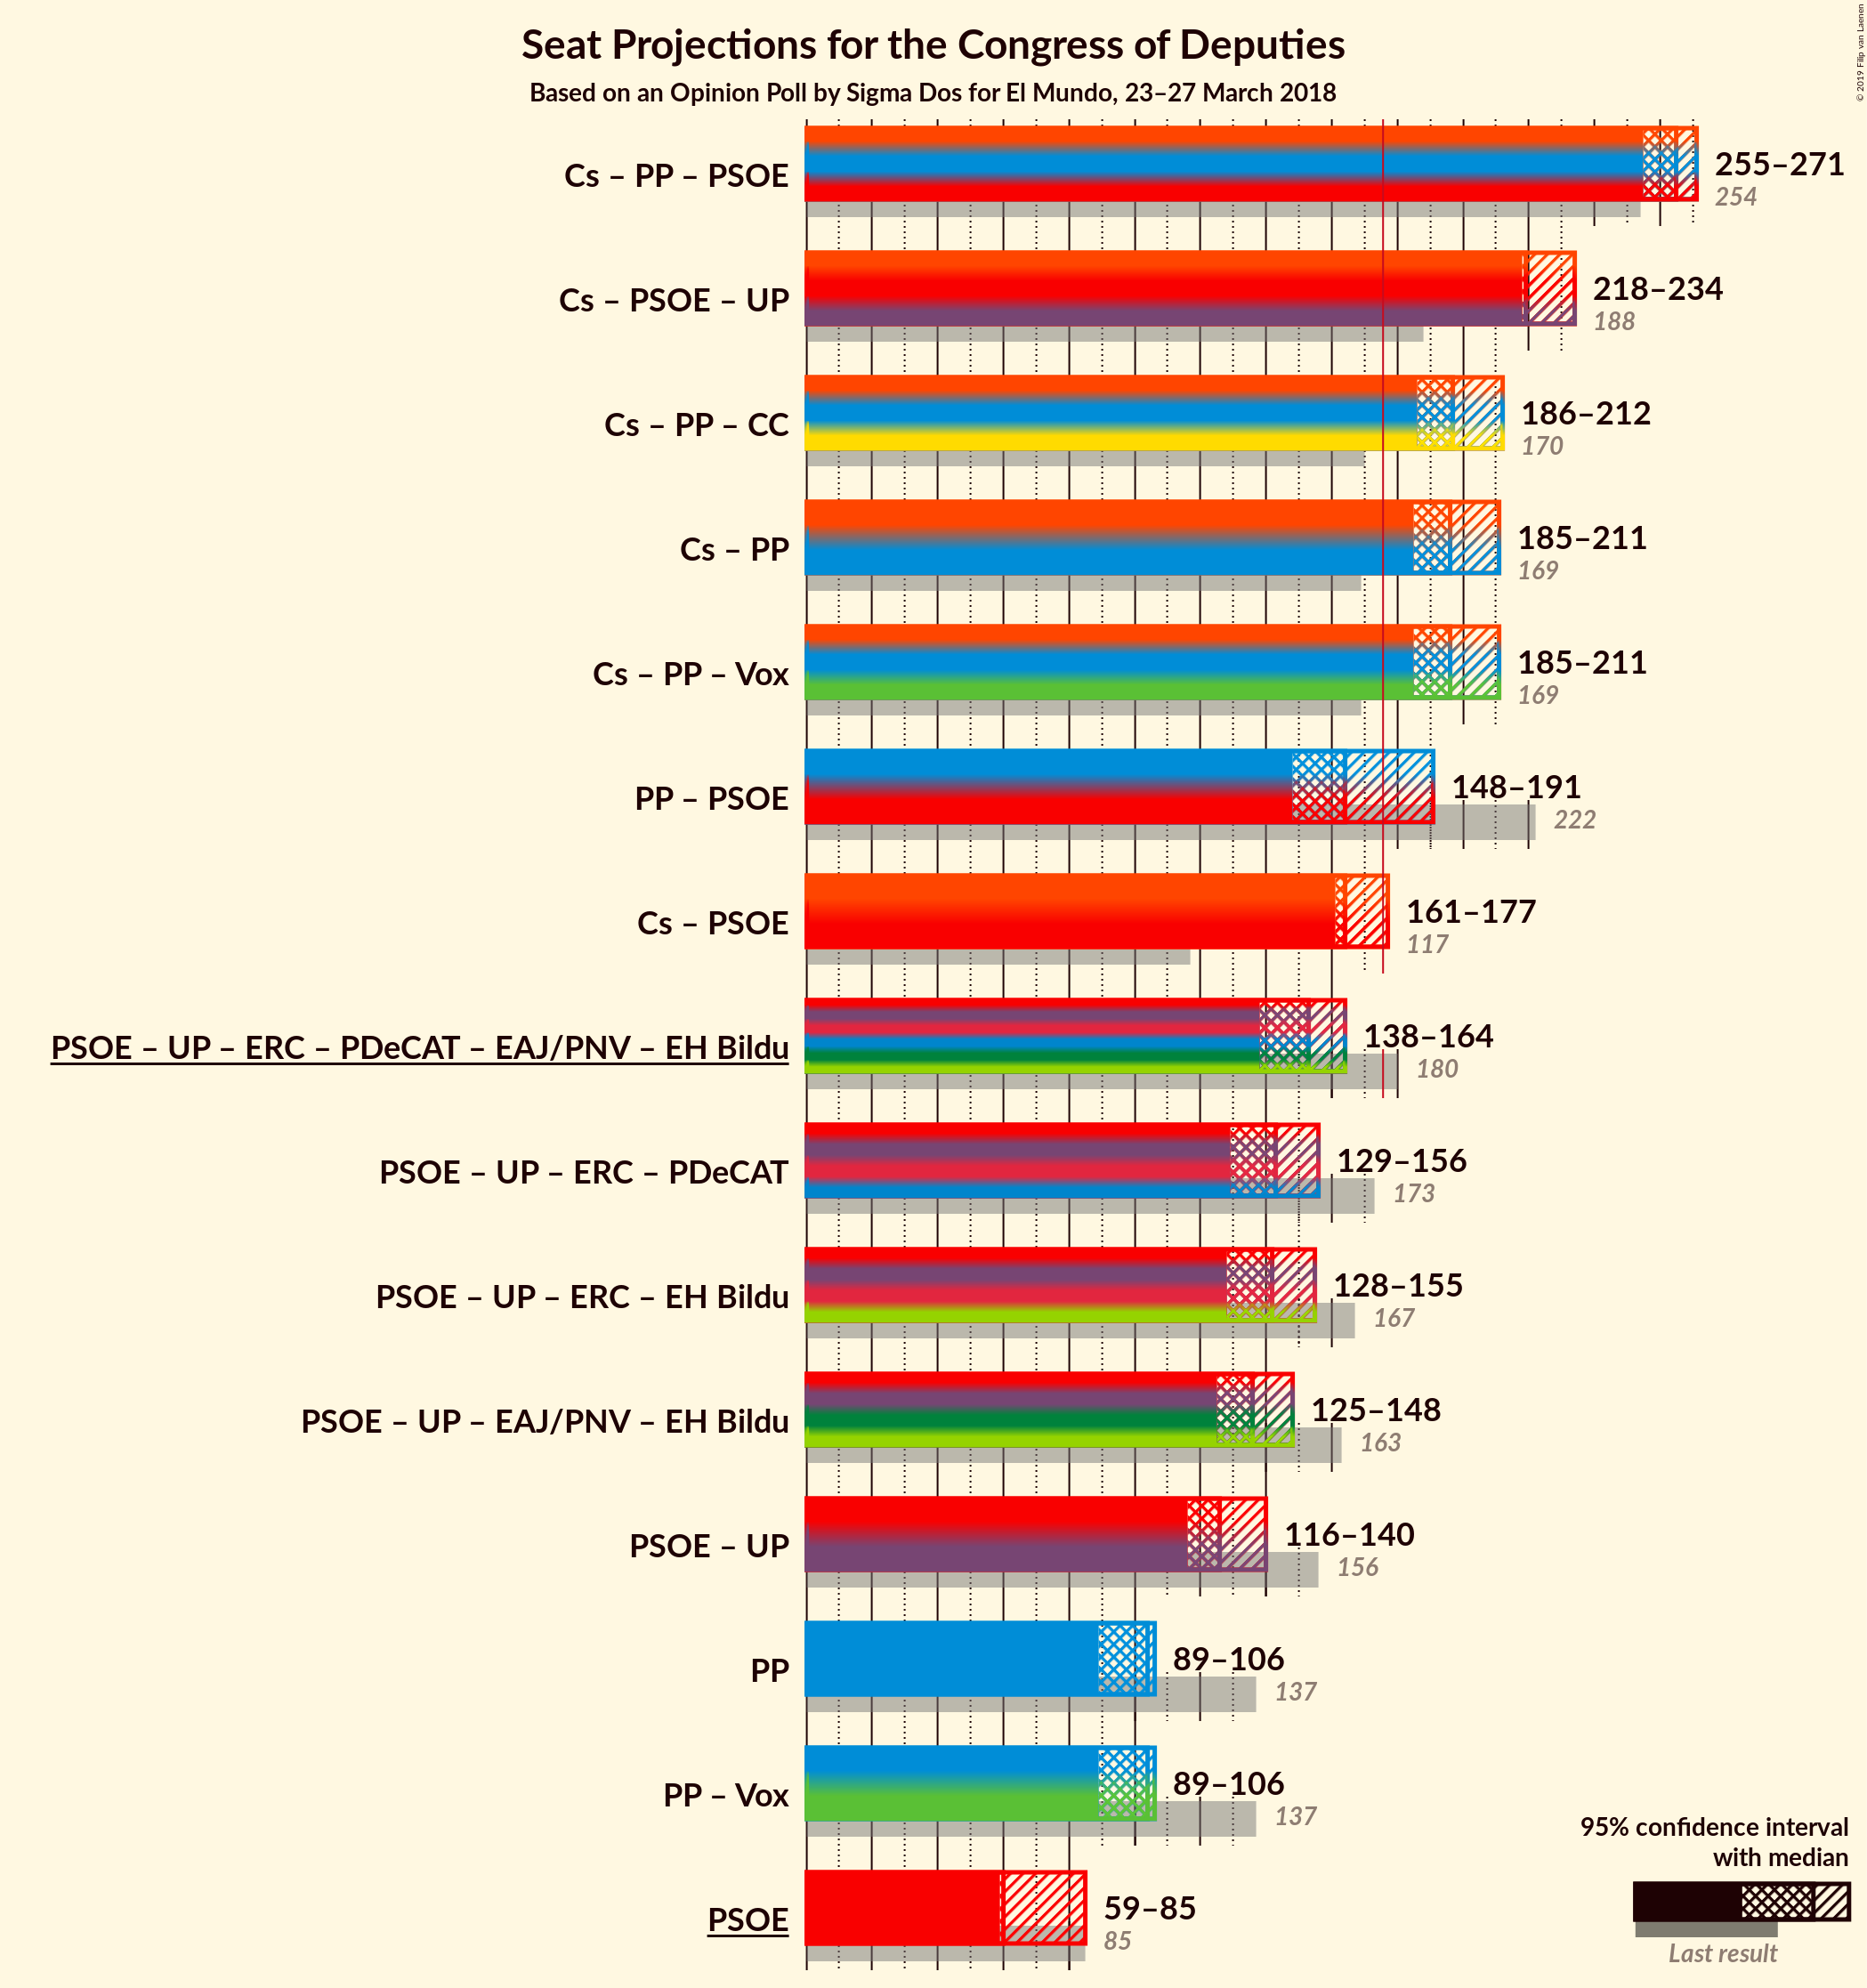 Seat Projections for the Congress of Deputies
Based on an Opinion Poll by Sigma Dos for El Mundo, 23–27 March 2018
© 2019 Filip van Laenen
Cs – PP – PSOE
255–271
254
Cs – PSOE – UP
218–234
188
Cs – PP – CC
186–212
170
Cs – PP
185–211
169
Cs – PP – Vox
185–211
169
PP – PSOE
148–191
222
Cs – PSOE
161–177
117
PSOE – UP – ERC – PDeCAT – EAJ/PNV – EH Bildu
138–164
180
PSOE – UP – ERC – PDeCAT
129–156
173
PSOE – UP – ERC – EH Bildu
128–155
167
PSOE – UP – EAJ/PNV – EH Bildu
125–148
163
PSOE – UP
116–140
156
PP
89–106
137
PP – Vox
89–106
137
PSOE
59–85
85
95% confidence interval
with median
Last result